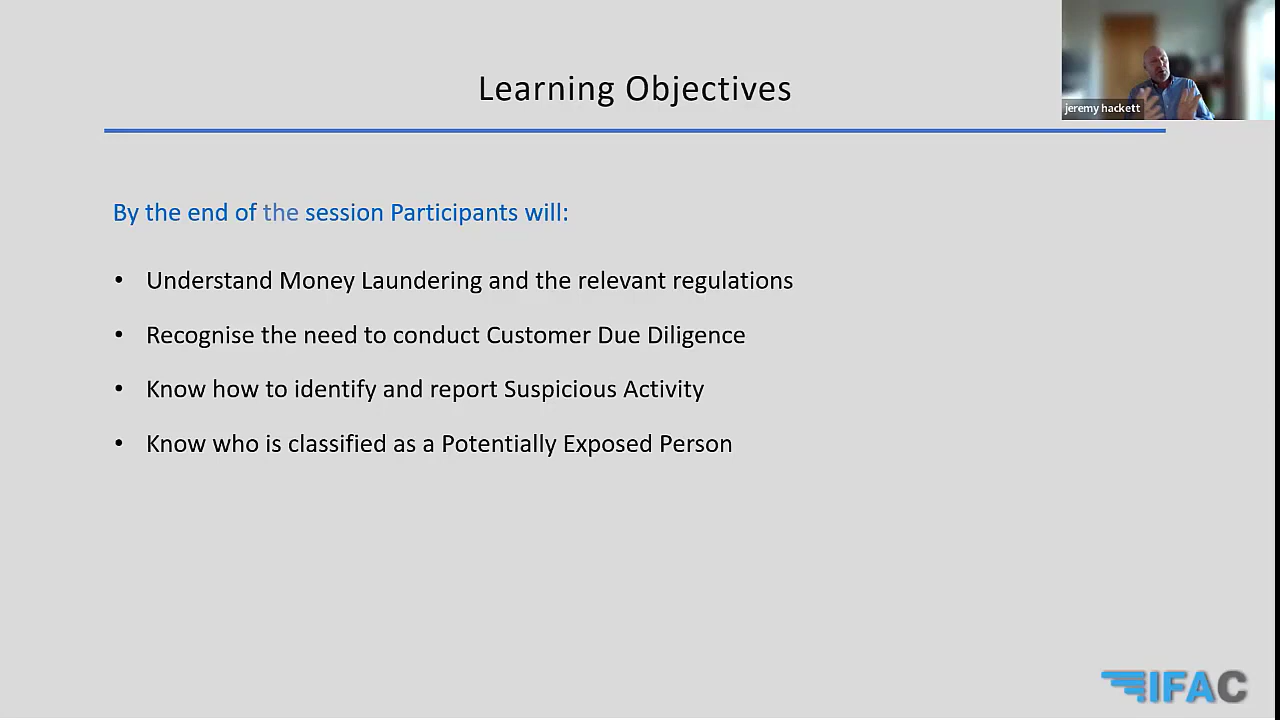 Learning Objectives
jeremy hackett
By the end of the session Participants will:
• Understand Money Laundering and the relevant regulations
• Recognise the need to conduct Customer Due Diligence
• Know how to identify and report Suspicious Activity
• Know who is classified as a Potentially Exposed Person
IFAC